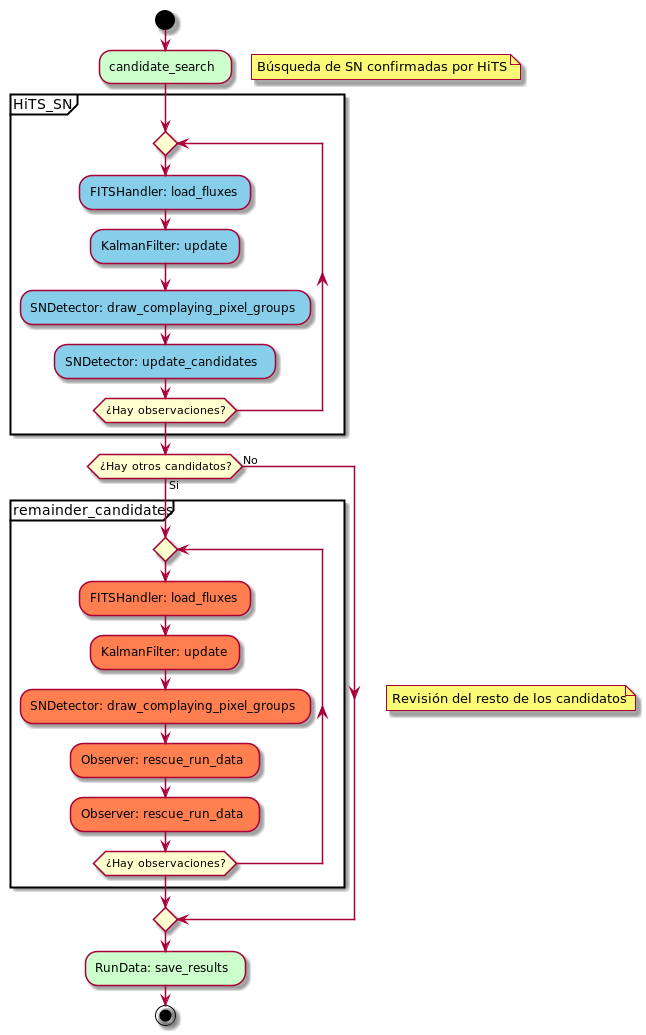 candidate_search
Búsqueda de SN confirmadas por HiTS
HiTS_SN
FITSHandler: load_fluxes
KalmanFilter: update
SNDetector: draw_complaying_pixel_groups
SNDetector: update_candidates
¿Hay observaciones?
¿Hay otros candidatos?
No
Si
remainder_candidates
FITSHandler: load_fluxes
KalmanFilter: update
SNDetector: draw_complaying_pixel_groups
Revisión del resto de los candidatos
Observer: rescue_run_data
Observer: rescue_run_data
¿Hay observaciones?
RunData: save_results